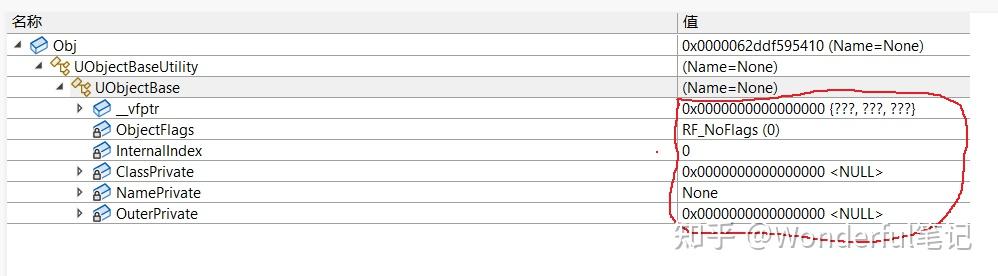 名称 值
Obj 0x0000062ddf595410 (Name=None)
UObjectBaseUtility (Name=None)
UObjectBase (Name=None)
__vfptr 0x0000000000000000 {???, ???, ???}
ObjectFlags RF_NoFlags (0)
InternalIndex 0
ClassPrivate 0x0000000000000000 <NULL>
NamePrivate None
OuterPrivate 0x0000000000000000 <NULL>
知乎 @Wonderful笔记